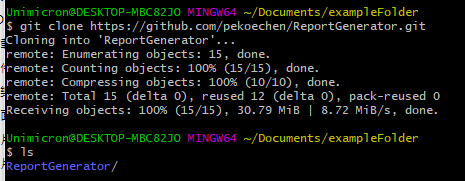 Unimicron@DESKTOP-MBC82JO MINGW64 ~/Documents/exampleFolder
$ git clone https://github.com/pekoechen/ReportGenerator.git
Cloning into 'ReportGenerator'...
remote: Enumerating objects: 15, done.
remote: Counting objects: 100% (15/15), done.
remote: Compressing objects: 100% (10/10), done.
remote: Total 15 (delta 0), reused 12 (delta 0), pack-reused 0
Receiving objects: 100% (15/15), 30.79 MiB | 8.72 MiB/s, done.
Unimicron@DESKTOP-MBC82JO MINGW64 ~/Documents/exampleFolder
$ ls
ReportGenerator/